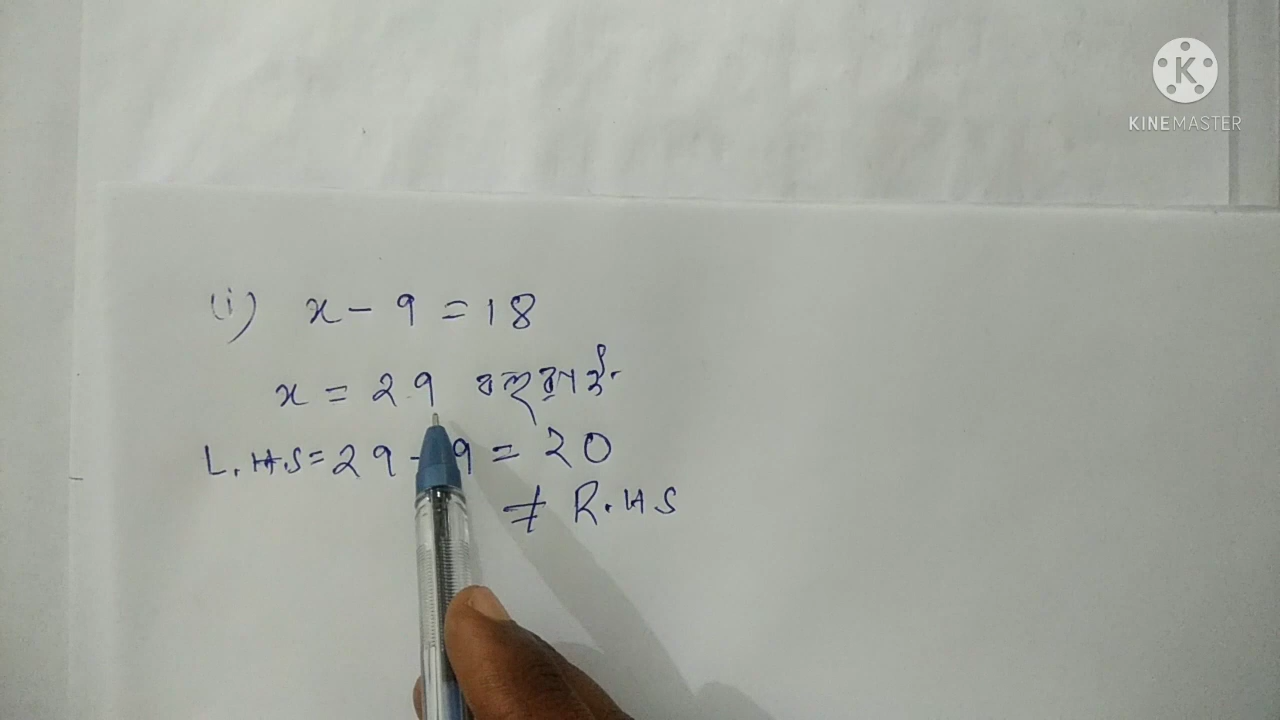 KINEMASTER
(i) x - 9 = 18
x = 29
L.H.S = 29 - 9 = 20
≠ R.H.S